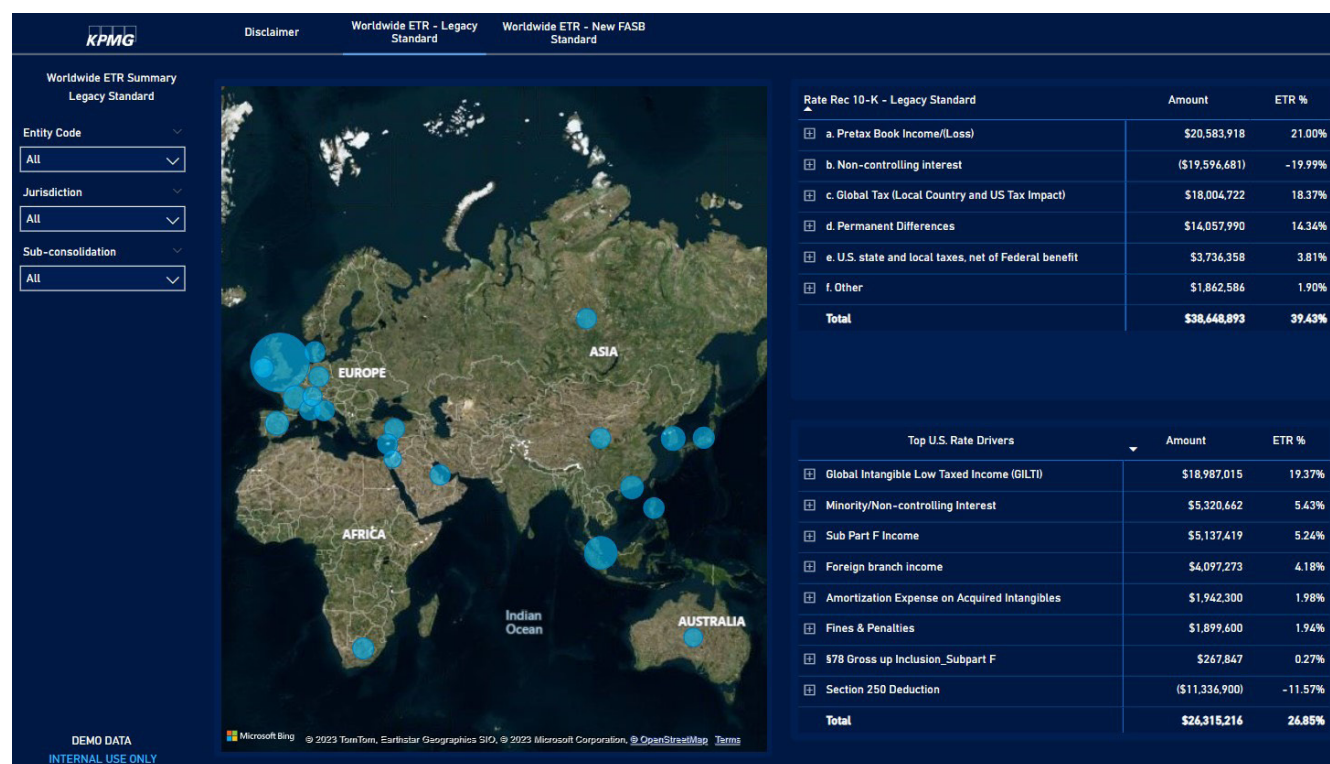 KPMG
Disclaimer
Worldwide ETR - Legacy
Standard
Worldwide ETR - New FASB
Standard
Worldwide ETR Summary
Legacy Standard
Entity Code
All
Jurisdiction
All
Sub-consolidation
All
DEMO DATA
INTERNAL USE ONLY
ASIA
EUROPE
AFRICA
Indian
Ocean
AUSTRALIA
Microsoft Bing © 2023 TomTom, Earthstar Geographics SIO, © 2023 Microsoft Corporation, © OpenStreetMap Terms
Rate Rec 10-K - Legacy Standard Amount ETR %
a. Pretax Book Income/(Loss) $20,583,918 21.00%
b. Non-controlling interest ($19,596,681) -19.99%
c. Global Tax (Local Country and US Tax Impact) $18,004,722 18.37%
d. Permanent Differences $14,057,990 14.34%
e. U.S. state and local taxes, net of Federal benefit $3,736,358 3.81%
f. Other $1,862,586 1.90%
Total $38,648,893 39.43%
Top U.S. Rate Drivers Amount ETR %
Global Intangible Low Taxed Income (GILTI) $18,987,015 19.37%
Minority/Non-controlling Interest $5,320,662 5.43%
Sub Part F Income $5,137,419 5.24%
Foreign branch income $4,097,273 4.18%
Amortization Expense on Acquired Intangibles $1,942,300 1.98%
Fines & Penalties $1,899,600 1.94%
§78 Gross up Inclusion_Subpart F $267,847 0.27%
Section 250 Deduction ($11,336,900) -11.57%
Total $26,315,216 26.85%